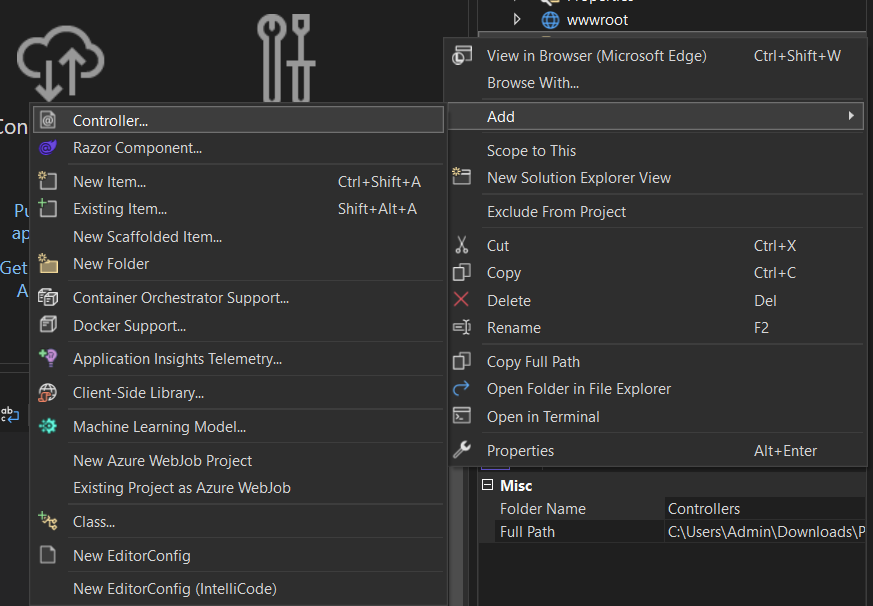 wwwroot
View in Browser (Microsoft Edge) Ctrl+Shift+W
Browse With...
Add
Scope to This
New Solution Explorer View
Exclude From Project
Cut Ctrl+X
Copy Ctrl+C
Delete Del
Rename F2
Copy Full Path
Open Folder in File Explorer
Open in Terminal
Properties Alt+Enter
Controller...
Razor Component...
New Item... Ctrl+Shift+A
Existing Item... Shift+Alt+A
New Scaffolded Item...
New Folder
Container Orchestrator Support...
Docker Support...
Application Insights Telemetry...
Client-Side Library...
Machine Learning Model...
New Azure WebJob Project
Existing Project as Azure WebJob
Class...
New EditorConfig
New EditorConfig (IntelliCode)
Con
Pu
ap
Get
A
Misc
Folder Name Controllers
Full Path C:\Users\Admin\Downloads\P